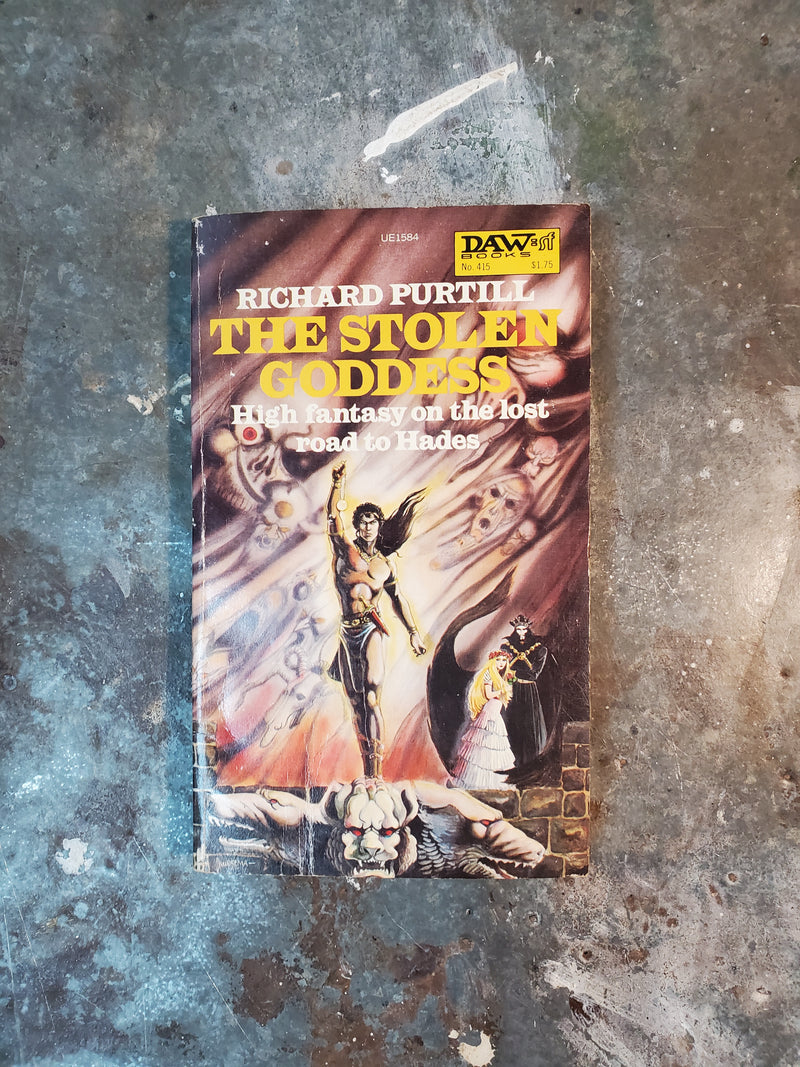 UE1584
DAW sf
BOOKS
No. 415 $1.75
RICHARD PURTILL
THE STOLEN
GODDESS
High fantasy on the lost
road to Hades